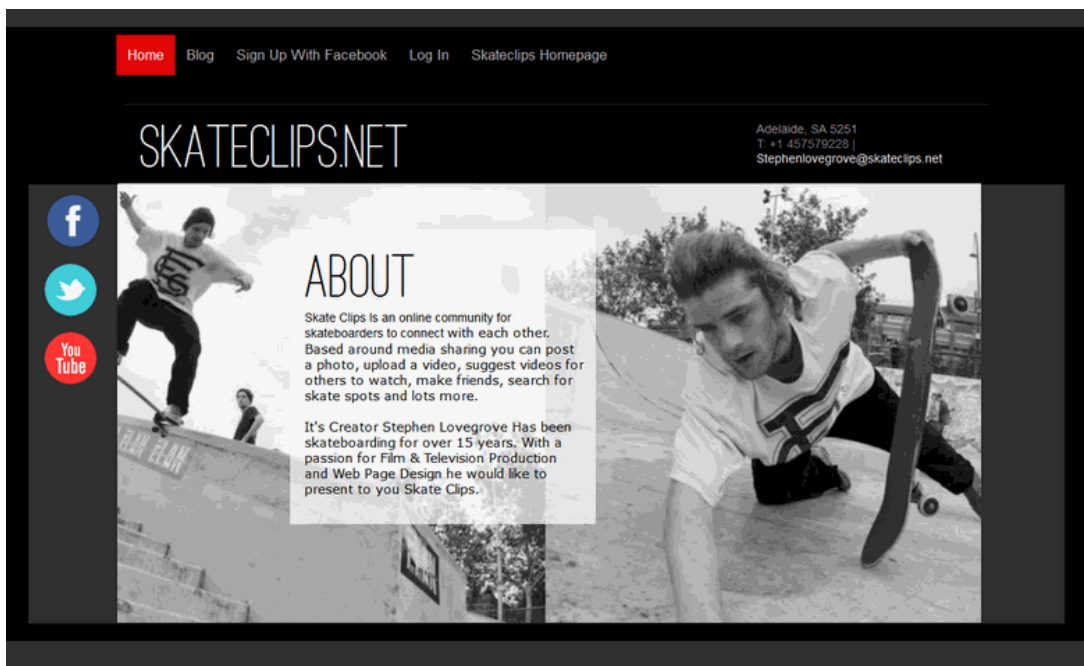 Home Blog Sign Up With Facebook Log In Skateclips Homepage
SKATECLIPS.NET
Adelaide, SA 5251
T: +1 457579228 |
Stephenlovegrove@skateclips.net
f
You
Tube
ABOUT
Skate Clips Is an online community for
skateboarders to connect with each other.
Based around media sharing you can post
a photo, upload a video, suggest videos for
others to watch, make friends, search for
skate spots and lots more.
It's Creator Stephen Lovegrove Has been
skateboarding for over 15 years. With a
passion for Film & Television Production
and Web Page Design he would like to
present to you Skate Clips.